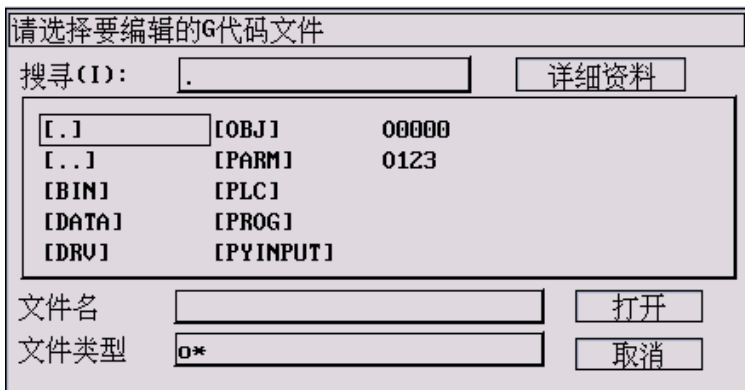 请选择要编辑的G代码文件
搜寻(I): . 详细资料
[.] [OBJ] O0000
[..] [PARM] O123
[BIN] [PLC]
[DATA] [PROG]
[DRV] [PYINPUT]
文件名 打开
文件类型 o* 取消